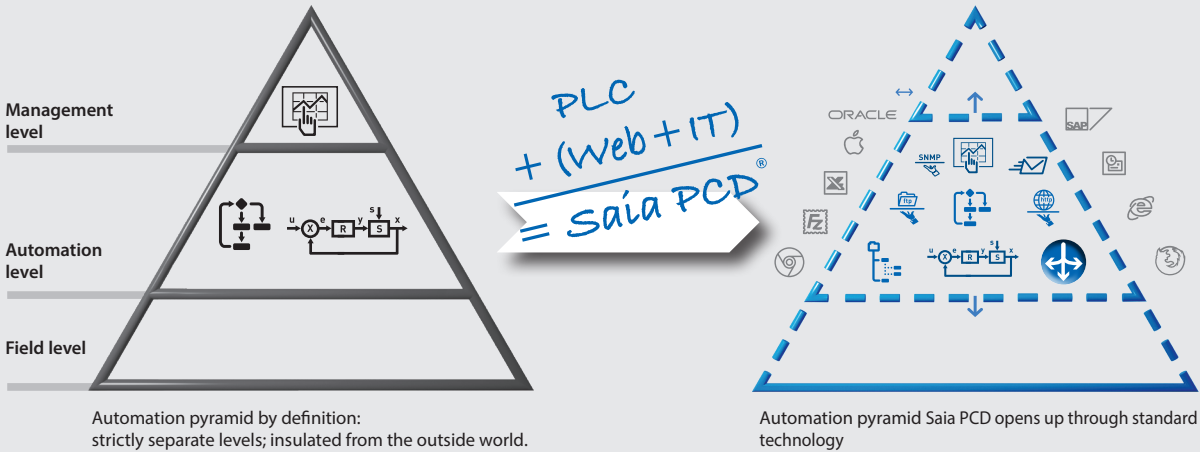 Management
level
Automation
level
Field level
u
X
e
R
y
s
S
x
Automation pyramid by definition:
strictly separate levels; insulated from the outside world.
PLC
+ (Web + IT)
= Saia PCD®
ORACLE
SAP
SNMP
ftp
http
Fz
X
e
u
X
e
R
y
s
S
x
Automation pyramid Saia PCD opens up through standard
technology